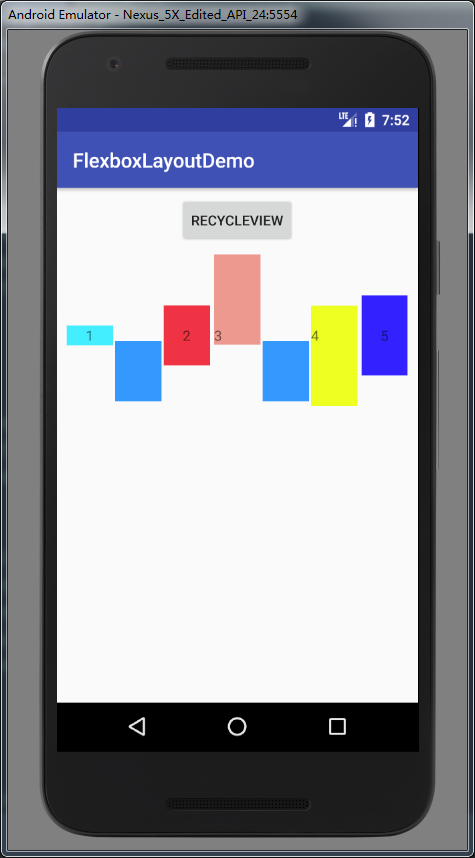 Android Emulator - Nexus_5X_Edited_API_24:5554
LTE 7:52
FlexboxLayoutDemo
RECYCLEVIEW
1 2 3 4 5